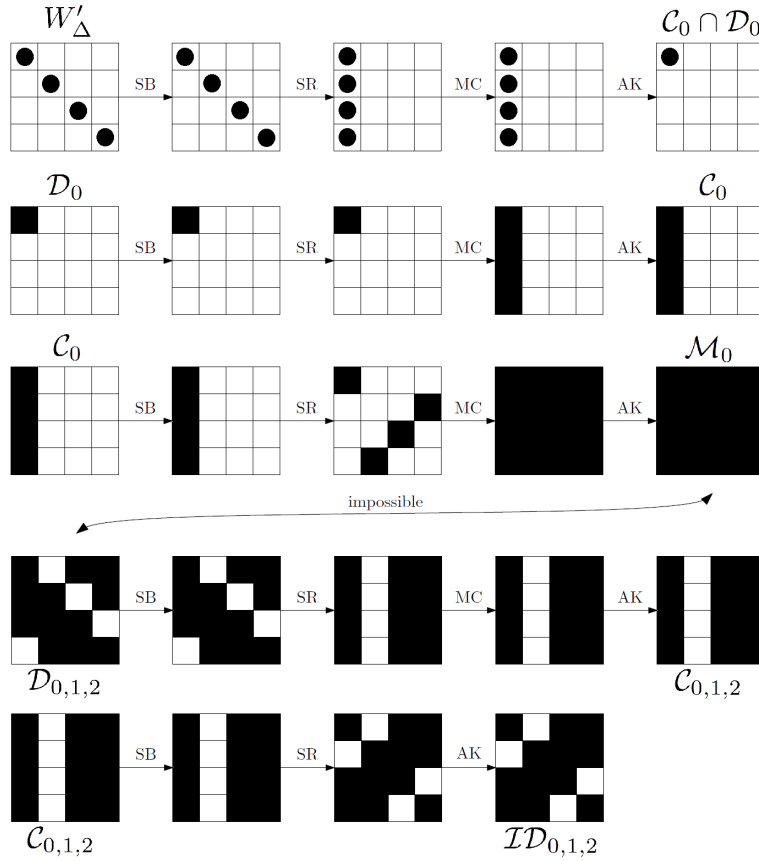 W′_Δ C_0 ∩ D_0
SB SR MC AK
D_0 C_0
SB SR MC AK
C_0 M_0
SB SR MC AK
impossible
SB SR MC AK
D_{0,1,2} C_{0,1,2}
SB SR AK
C_{0,1,2} ID_{0,1,2}